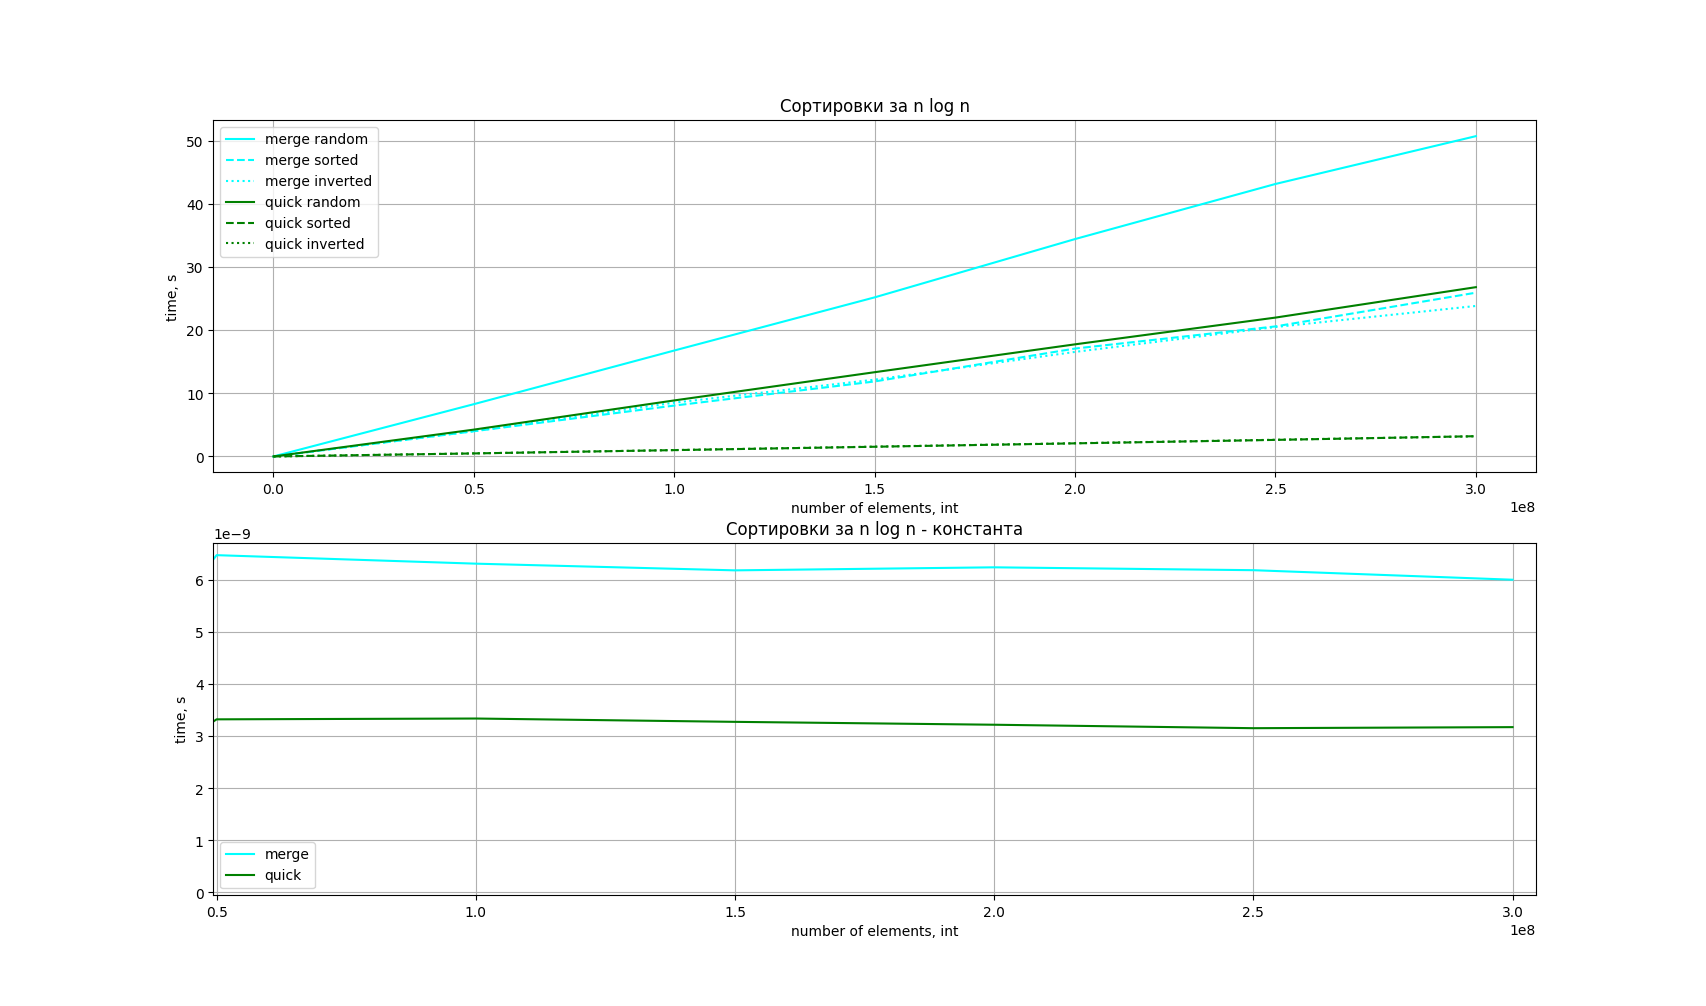 Сортировки за n log n
merge random
merge sorted
merge inverted
quick random
quick sorted
quick inverted
50
40
30
20
10
0
time, s
0.0 0.5 1.0 1.5 2.0 2.5 3.0
1e8
number of elements, int
Сортировки за n log n - константа
1e−9
6
5
4
3
2
1
0
time, s
merge
quick
0.5 1.0 1.5 2.0 2.5 3.0
1e8
number of elements, int